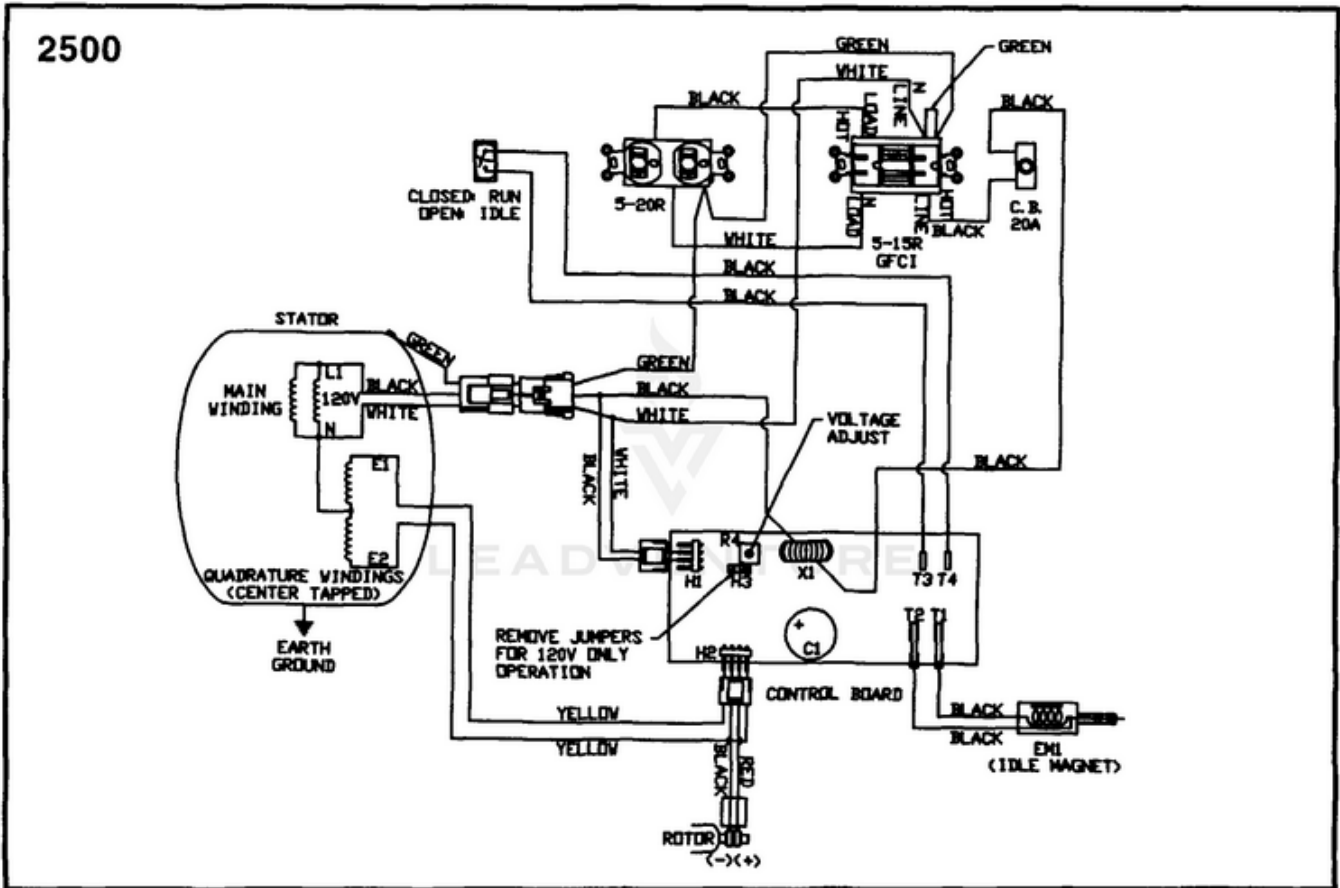 2500
GREEN
GREEN
WHITE
BLACK
LOAD
HOT
LINE
N
BLACK
CLOSED: RUN
OPEN: IDLE
5-20R
LOAD
N
LINE
HOT
BLACK
C.B.
20A
5-15R
GFCI
WHITE
BLACK
BLACK
STATOR
GREEN
GREEN
MAIN
WINDING
L1
120V
N
BLACK
WHITE
BLACK
WHITE
VOLTAGE
ADJUST
BLACK
WHITE
BLACK
E1
E2
QUADRATURE WINDINGS
(CENTER TAPPED)
EARTH
GROUND
LEADVENTURE
R4
H1
H3
X1
T3 T4
T2 T1
C1
REMOVE JUMPERS
FOR 120V ONLY
OPERATION
H2
CONTROL BOARD
YELLOW
YELLOW
BLACK
RED
BLACK
BLACK
EM1
(IDLE MAGNET)
ROTOR
(-)(+)